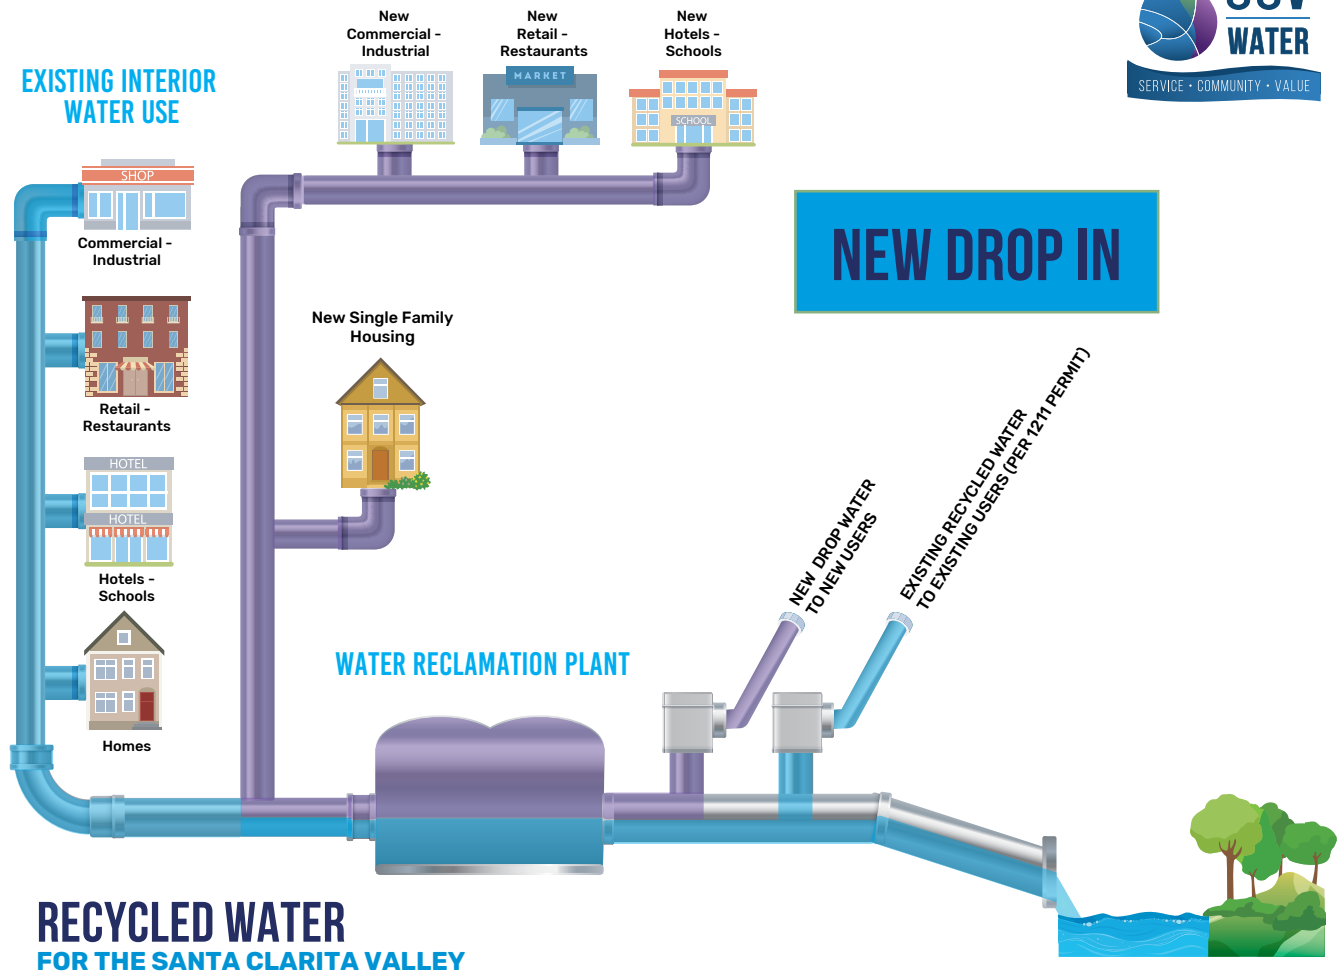 New
Commercial -
Industrial
New
Retail -
Restaurants
New
Hotels -
Schools
WATER
SERVICE • COMMUNITY • VALUE
EXISTING INTERIOR
WATER USE
MARKET
SCHOOL
SHOP
Commercial -
Industrial
NEW DROP IN
Retail -
Restaurants
New Single Family
Housing
HOTEL
HOTEL
Hotels -
Schools
NEW DROP WATER
TO NEW USERS
EXISTING RECYCLED WATER
TO EXISTING USERS (PER 1211 PERMIT)
WATER RECLAMATION PLANT
Homes
RECYCLED WATER
FOR THE SANTA CLARITA VALLEY